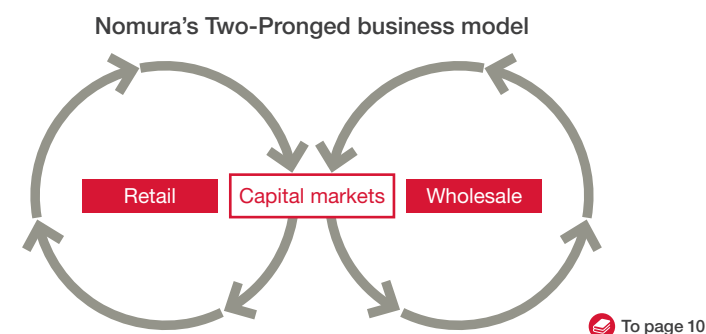 Nomura's Two-Pronged business model
Retail
Capital markets
Wholesale
To page 10